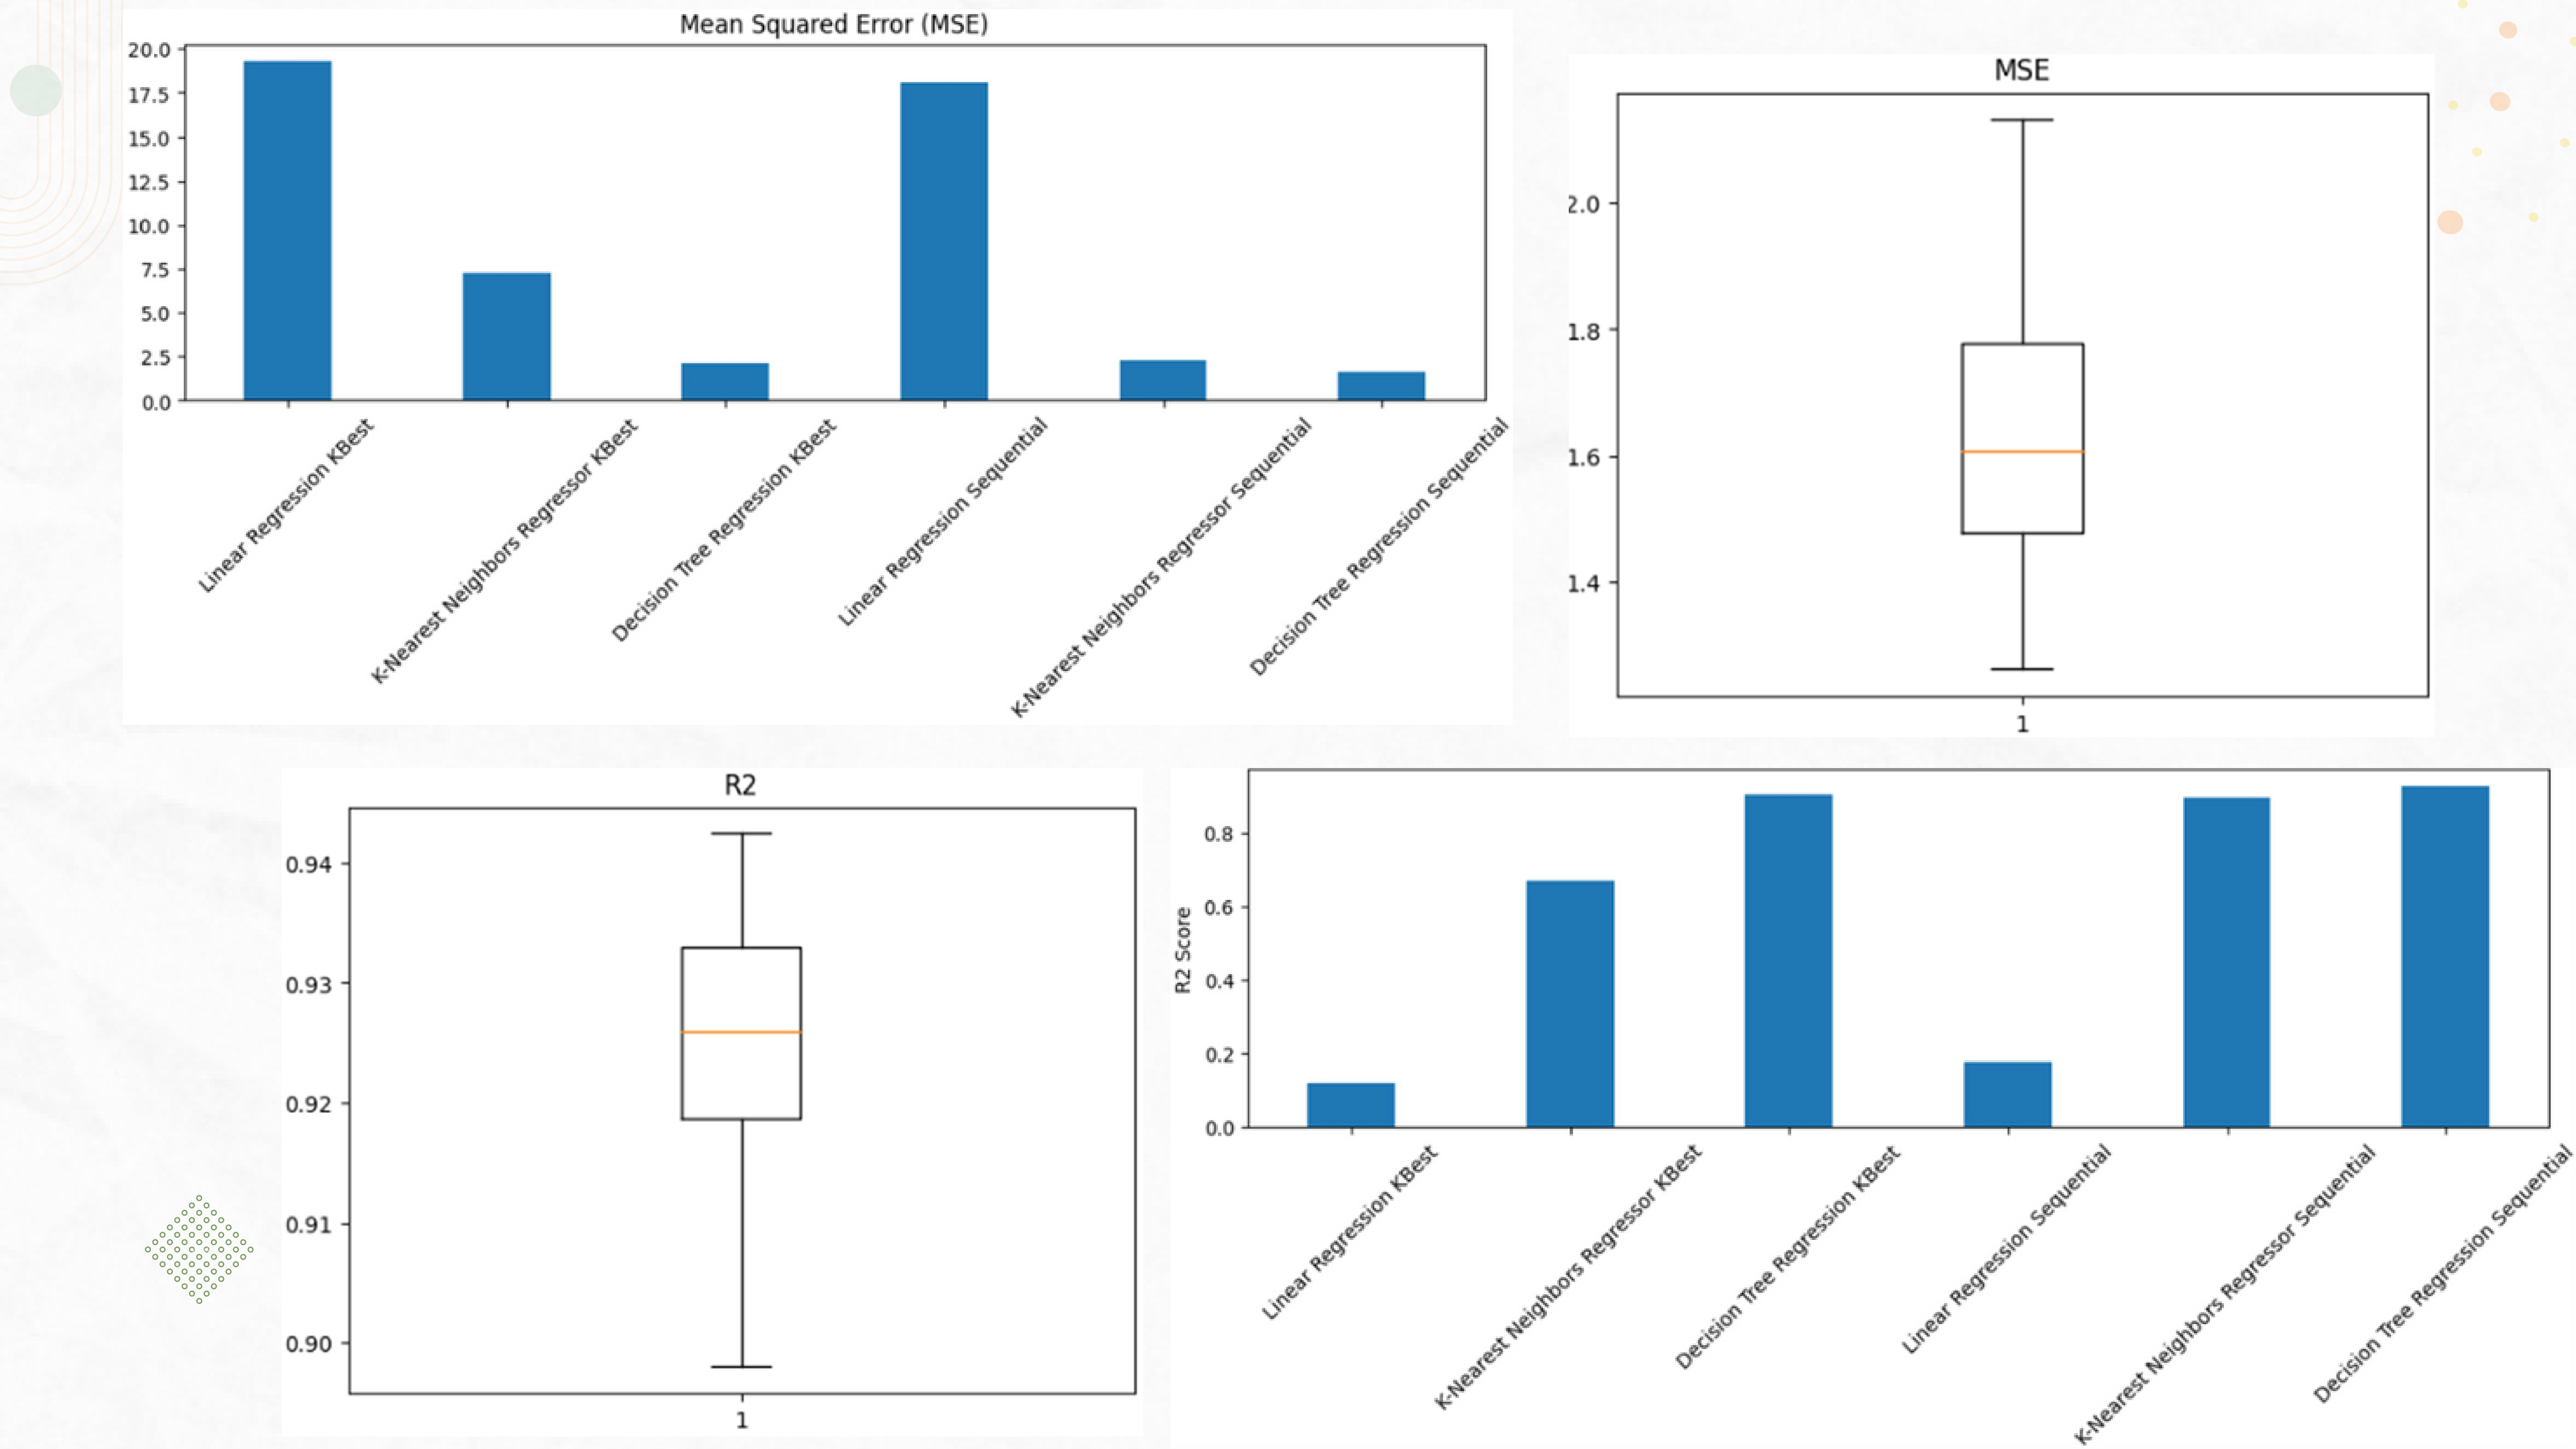 Mean Squared Error (MSE)
20.0
17.5
15.0
12.5
10.0
7.5
5.0
2.5
0.0
Linear Regression KBest
K-Nearest Neighbors Regressor KBest
Decision Tree Regression KBest
Linear Regression Sequential
K-Nearest Neighbors Regressor Sequential
Decision Tree Regression Sequential
MSE
2.0
1.8
1.6
1.4
1
R2
0.94
0.93
0.92
0.91
0.90
1
R2 Score
0.8
0.6
0.4
0.2
0.0
Linear Regression KBest
K-Nearest Neighbors Regressor KBest
Decision Tree Regression KBest
Linear Regression Sequential
K-Nearest Neighbors Regressor Sequential
Decision Tree Regression Sequential